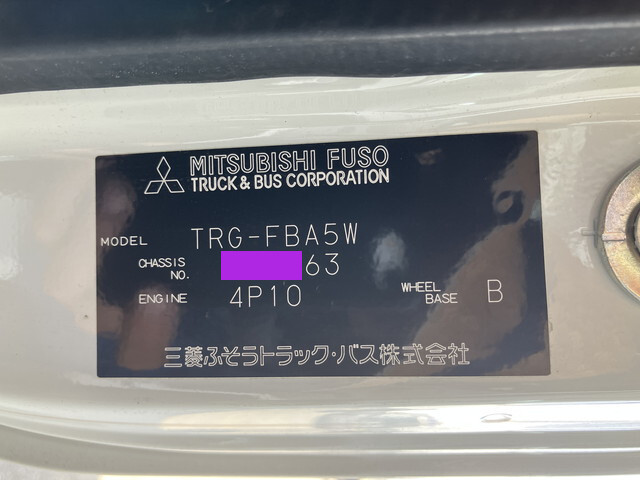 MITSUBISHI FUSO
TRUCK & BUS CORPORATION
MODEL TRG-FBA5W
CHASSIS NO. 63
ENGINE 4P10 WHEEL BASE B
三菱ふそうトラック・バス株式会社